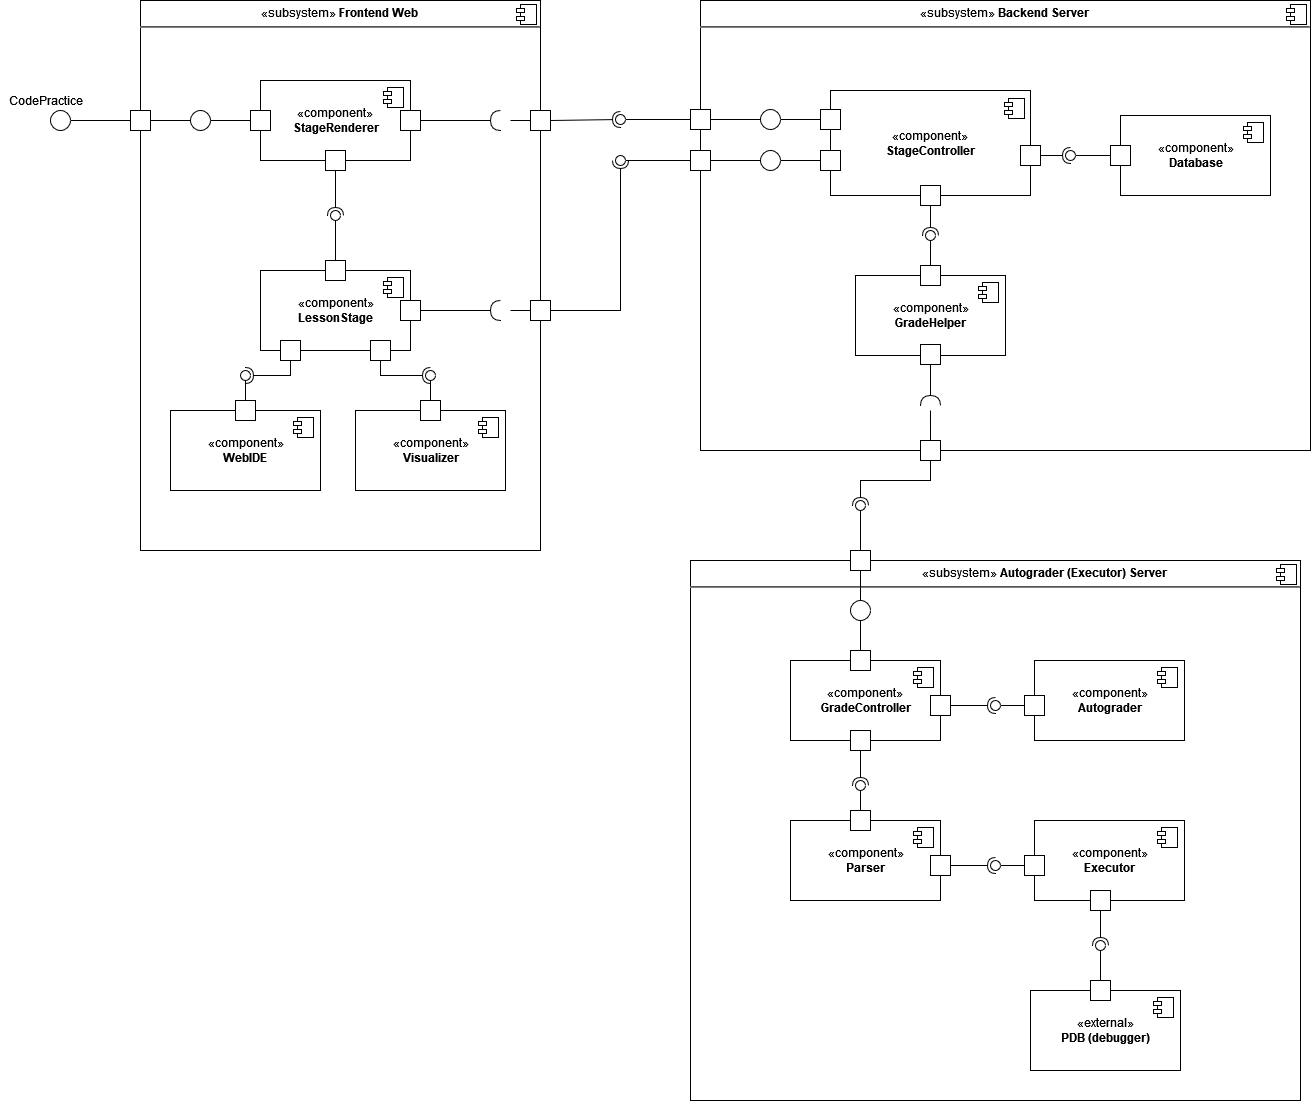 «subsystem» Frontend Web
«subsystem» Backend Server
CodePractice
«component»
StageRenderer
«component»
StageController
«component»
Database
«component»
LessonStage
«component»
GradeHelper
«component»
WebIDE
«component»
Visualizer
«subsystem» Autograder (Executor) Server
«component»
GradeController
«component»
Autograder
«component»
Parser
«component»
Executor
«external»
PDB (debugger)